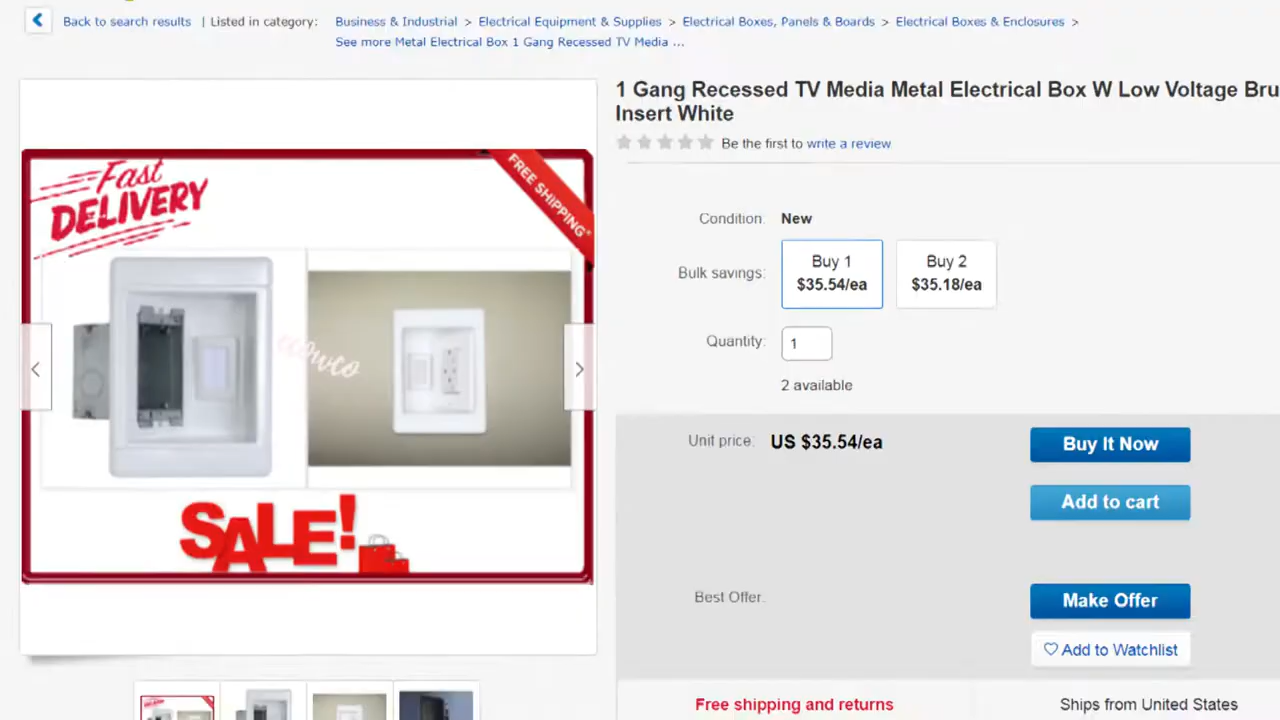 Back to search results | Listed in category: Business & Industrial > Electrical Equipment & Supplies > Electrical Boxes, Panels & Boards > Electrical Boxes & Enclosures >
See more Metal Electrical Box 1 Gang Recessed TV Media ...
1 Gang Recessed TV Media Metal Electrical Box W Low Voltage Bru
Insert White
Be the first to write a review
Fast
DELIVERY
FREE SHIPPING*
SALE!
Condition: New
Bulk savings:
Buy 1
$35.54/ea
Buy 2
$35.18/ea
Quantity: 1
2 available
Unit price: US $35.54/ea
Buy It Now
Add to cart
Best Offer:
Make Offer
Add to Watchlist
Free shipping and returns
Ships from United States